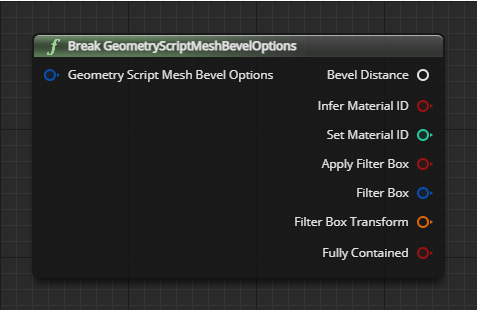 Break GeometryScriptMeshBevelOptions
Geometry Script Mesh Bevel Options
Bevel Distance
Infer Material ID
Set Material ID
Apply Filter Box
Filter Box
Filter Box Transform
Fully Contained